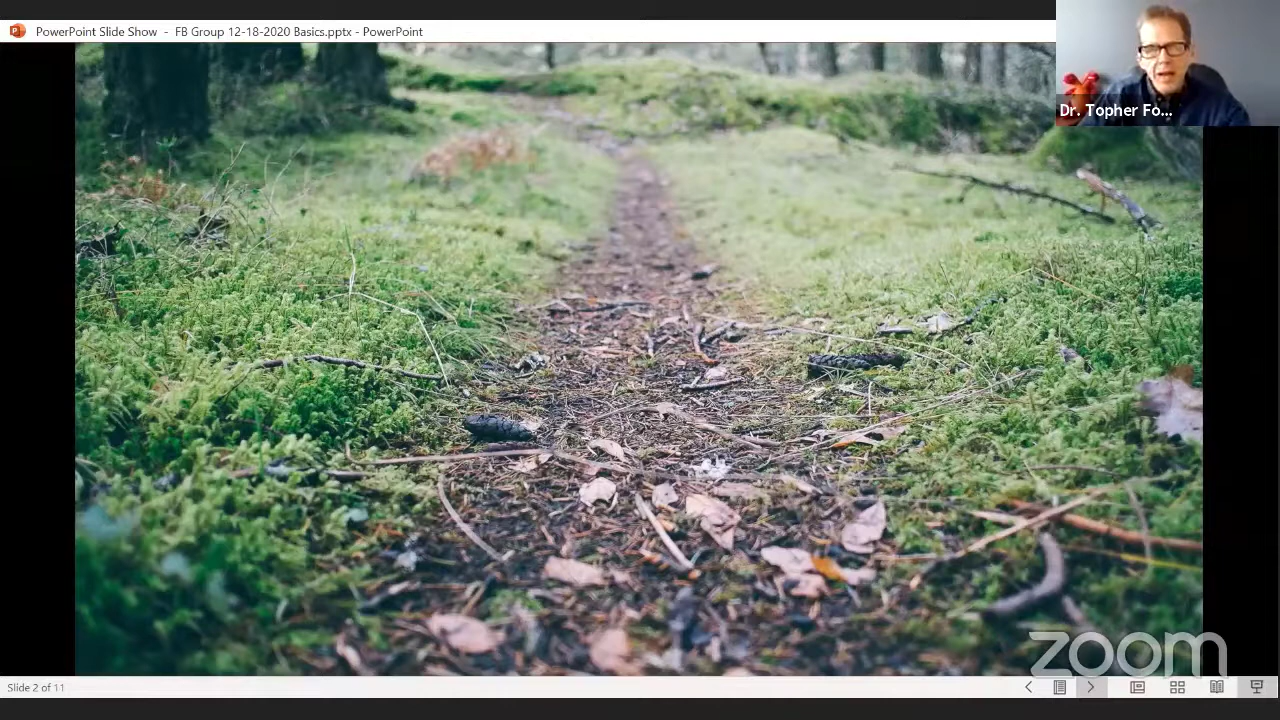 PowerPoint Slide Show - FB Group 12-18-2020 Basics.pptx - PowerPoint
Dr. Topher Fo...
zoom
Slide 2 of 11